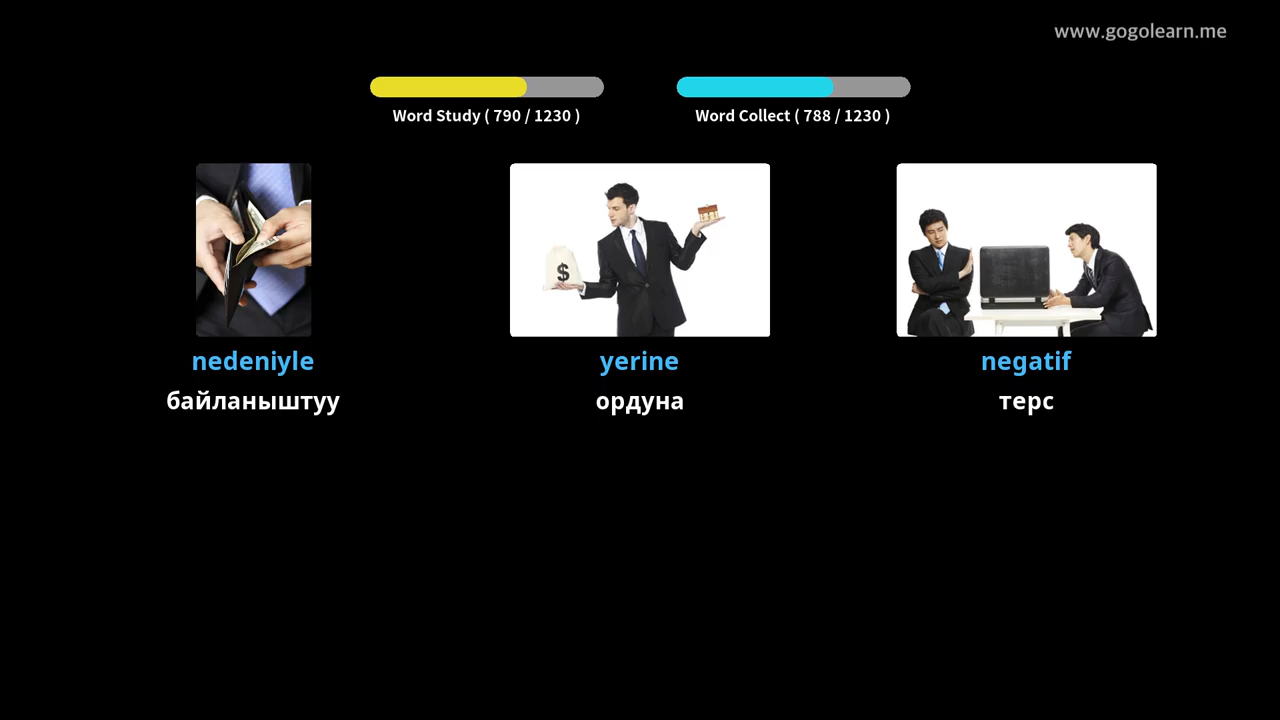 www.gogolearn.me
Word Study ( 790 / 1230 )
Word Collect ( 788 / 1230 )
$
nedeniyle
yerine
negatif
байланыштуу
ордуна
терс